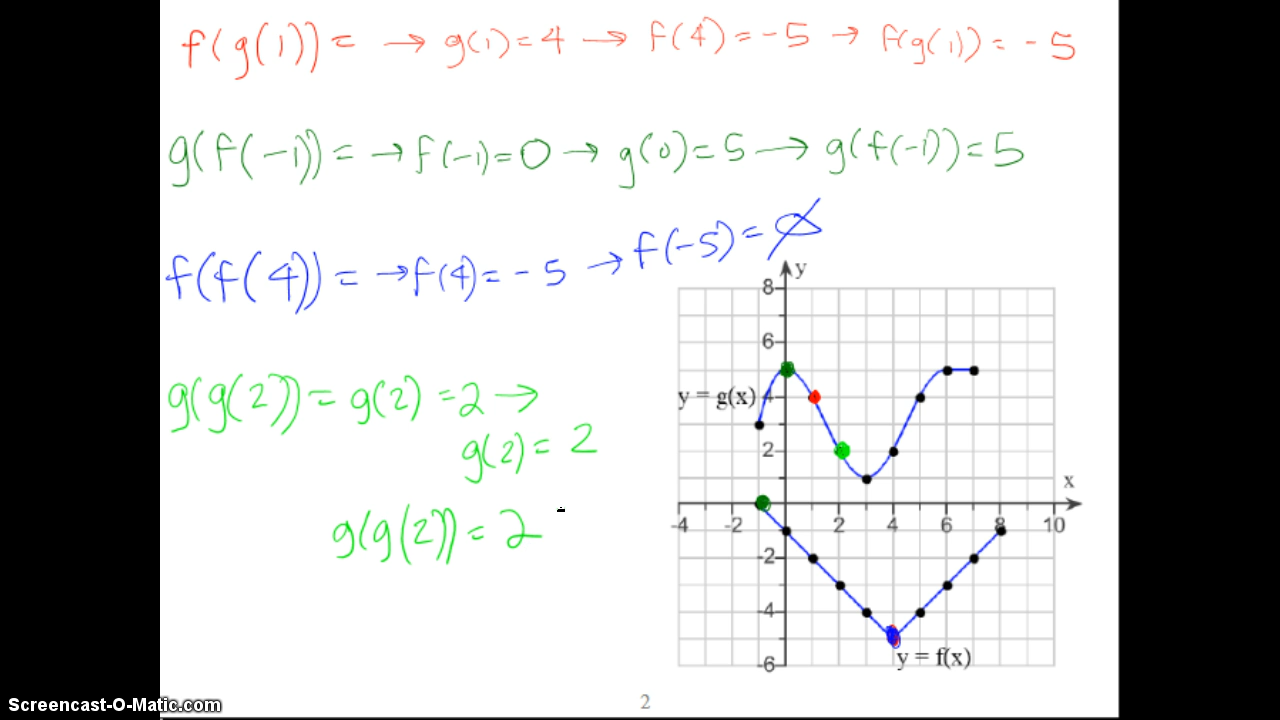 f(g(1))= → g(1)=4 → f(4)=-5 → f(g(1))=-5
g(f(-1))= → f(-1)=0 → g(0)=5 → g(f(-1))=5
f(f(4))= → f(4)=-5 → f(-5)=∅
g(g(2))=g(2)=2 →
g(2)=2
g(g(2))=2
y
8
6
4
y = g(x)
2
x
-4 -2 2 4 6 8 10
-2
-4
-6
y = f(x)
2
Screencast-O-Matic.com